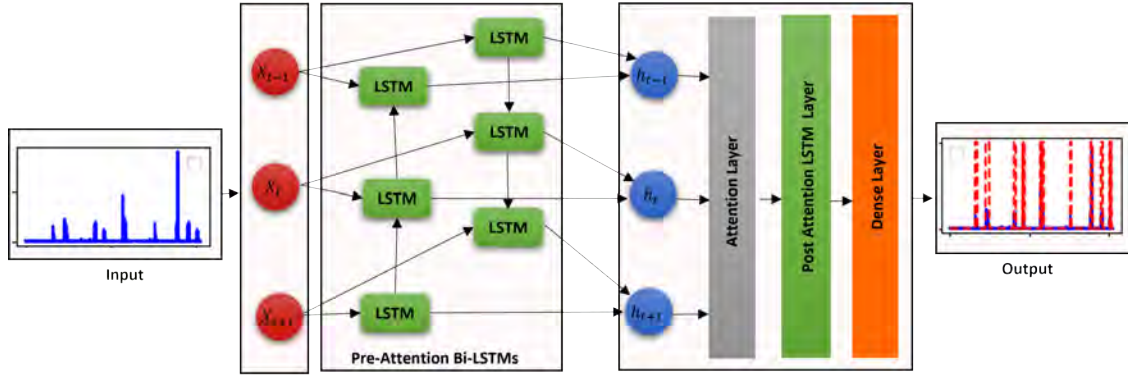 Input
X_{t-1}
X_t
X_{t+1}
LSTM
LSTM
LSTM
LSTM
LSTM
LSTM
Pre-Attention Bi-LSTMs
h_{t-1}
h_t
h_{t+1}
Attention Layer
Post Attention LSTM Layer
Dense Layer
Output